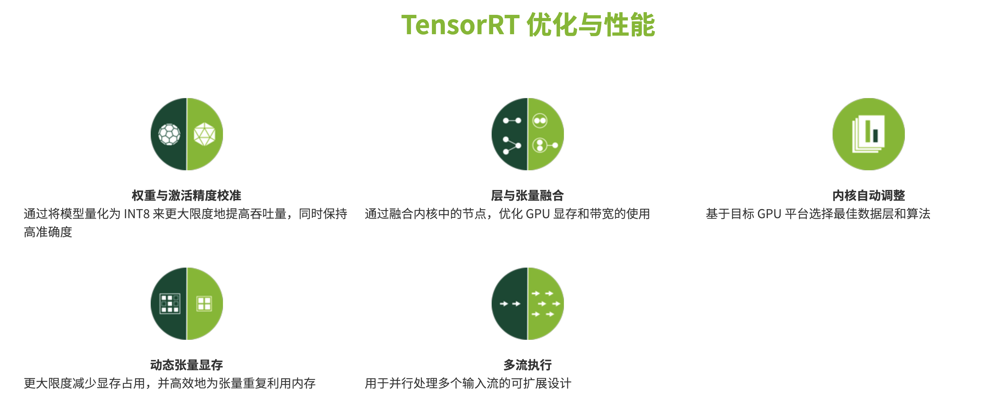 TensorRT 优化与性能
权重与激活精度校准
通过将模型量化为 INT8 来更大限度地提高吞吐量，同时保持
高准确度
层与张量融合
通过融合内核中的节点，优化 GPU 显存和带宽的使用
内核自动调整
基于目标 GPU 平台选择最佳数据层和算法
动态张量显存
更大限度减少显存占用，并高效地为张量重复利用内存
多流执行
用于并行处理多个输入流的可扩展设计